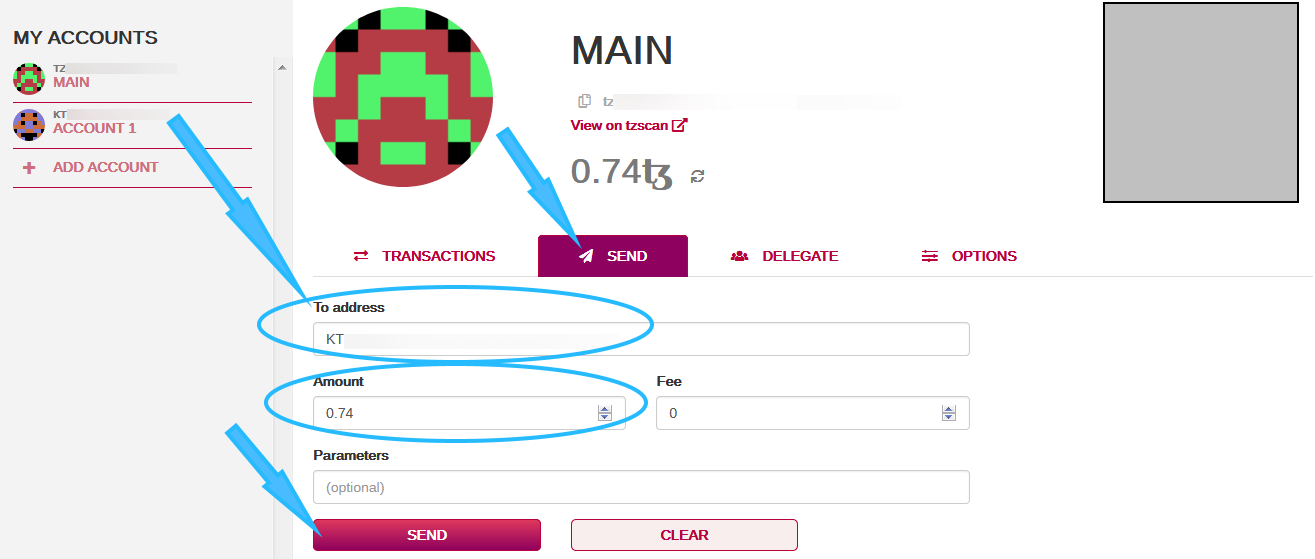 MY ACCOUNTS
TZ
MAIN
KT
ACCOUNT 1
ADD ACCOUNT
MAIN
tz
View on tzscan
0.74ꜩ
TRANSACTIONS
SEND
DELEGATE
OPTIONS
To address
KT
Amount
Fee
0.74
0
Parameters
(optional)
SEND
CLEAR